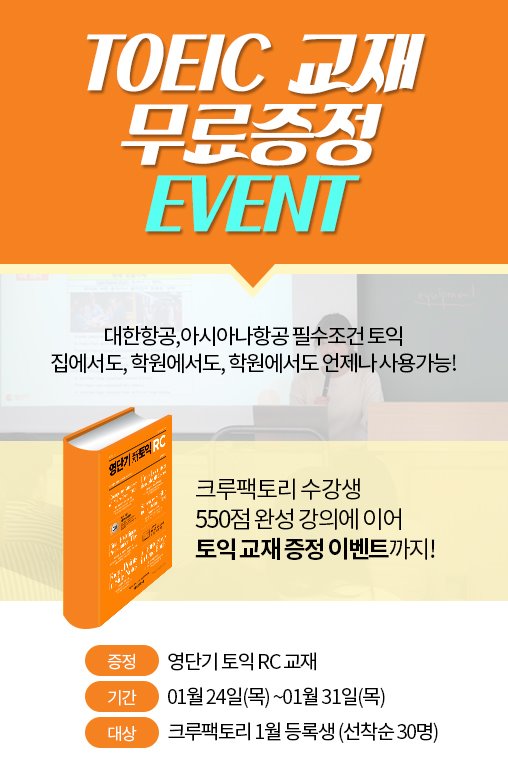 TOEIC 교재
무료증정
EVENT
대한항공,아시아나항공 필수조건 토익
집에서도, 학원에서도, 학원에서도 언제나 사용가능!
영단기 新토익 RC
크루팩토리 수강생
550점 완성 강의에 이어
토익 교재 증정 이벤트까지!
증정 영단기 토익 RC 교재
기간 01월 24일(목) ~01월 31일(목)
대상 크루팩토리 1월 등록생 (선착순 30명)